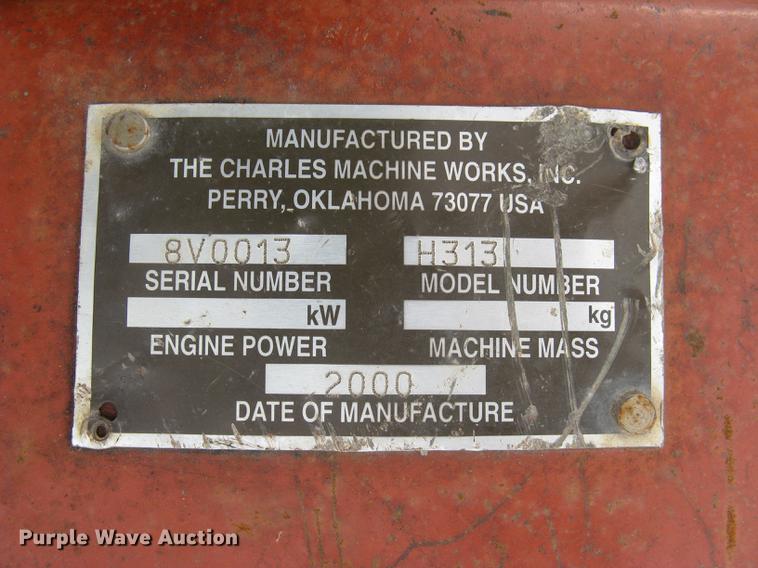 MANUFACTURED BY
THE CHARLES MACHINE WORKS, INC.
PERRY, OKLAHOMA 73077 USA
8V0013 H313
SERIAL NUMBER MODEL NUMBER
kW kg
ENGINE POWER MACHINE MASS
2000
DATE OF MANUFACTURE
Purple Wave Auction